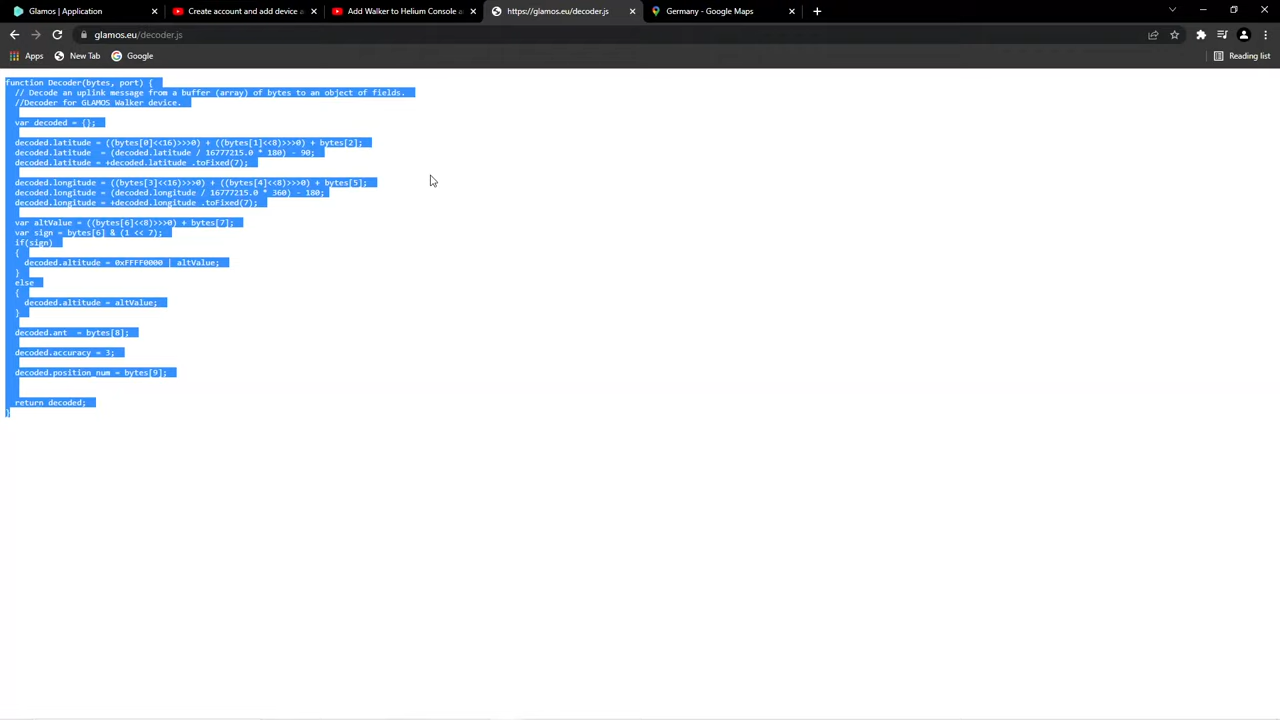 Glamos | Application
Create account and add device a
Add Walker to Helium Console a
https://glamos.eu/decoder.js
Germany - Google Maps
glamos.eu/decoder.js
Apps
New Tab
Google
Reading list
function Decoder(bytes, port) {
// Decode an uplink message from a buffer (array) of bytes to an object of fields.
//Decoder for GLAMOS Walker device.
var decoded = {};
decoded.latitude = ((bytes[0]<<16)>>>0) + ((bytes[1]<<8)>>>0) + bytes[2];
decoded.latitude  = (decoded.latitude / 16777215.0 * 180) - 90;
decoded.latitude = +decoded.latitude .toFixed(7);
decoded.longitude = ((bytes[3]<<16)>>>0) + ((bytes[4]<<8)>>>0) + bytes[5];
decoded.longitude = (decoded.longitude / 16777215.0 * 360) - 180;
decoded.longitude = +decoded.longitude .toFixed(7);
var altValue = ((bytes[6]<<8)>>>0) + bytes[7];
var sign = bytes[6] & (1 << 7);
if(sign)
{
decoded.altitude = 0xFFFF0000 | altValue;
}
else
{
decoded.altitude = altValue;
}
decoded.ant  = bytes[8];
decoded.accuracy = 3;
decoded.position_num = bytes[9];
return decoded;
}